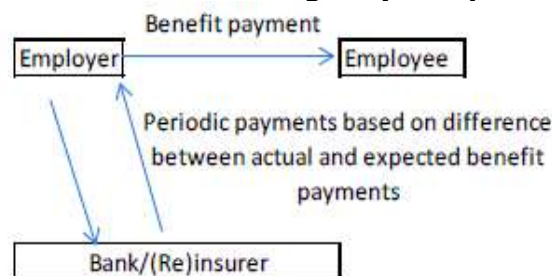 Benefit payment
Employer
Employee
Periodic payments based on difference
between actual and expected benefit
payments
Bank/(Re)insurer